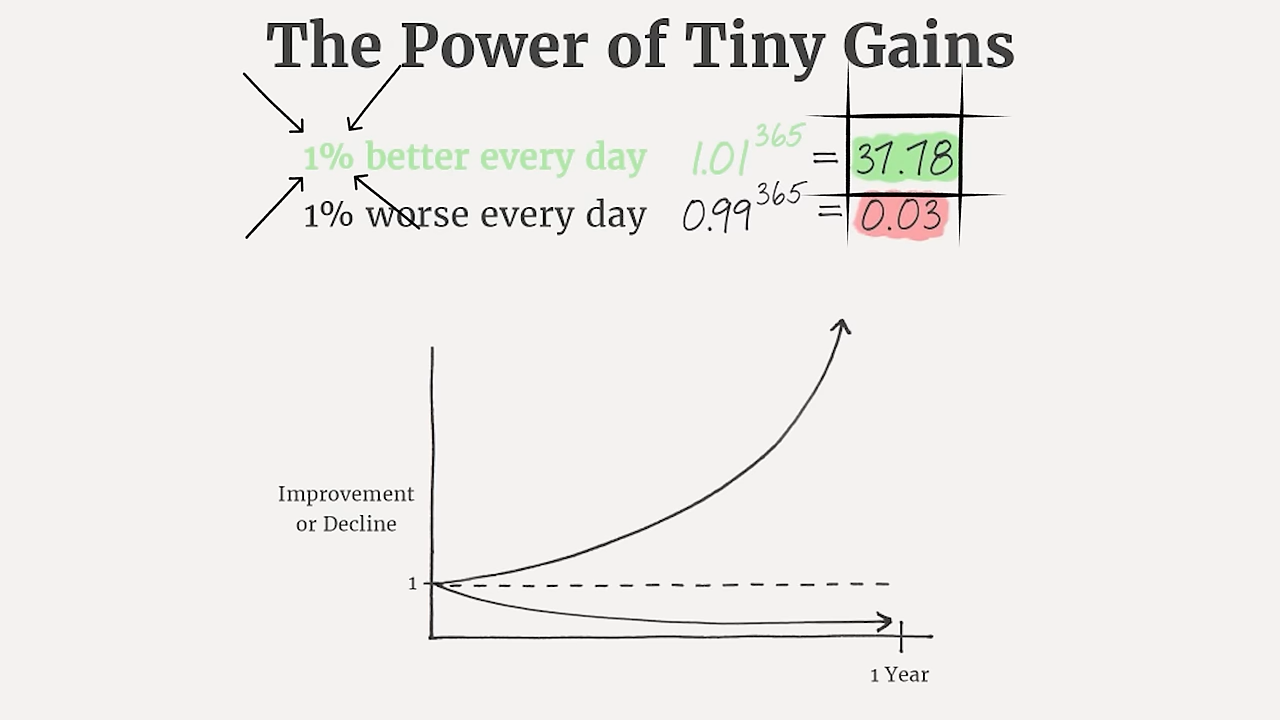 The Power of Tiny Gains
1% better every day 1.01^365 = 37.78
1% worse every day 0.99^365 = 0.03
Improvement
or Decline
1
1 Year